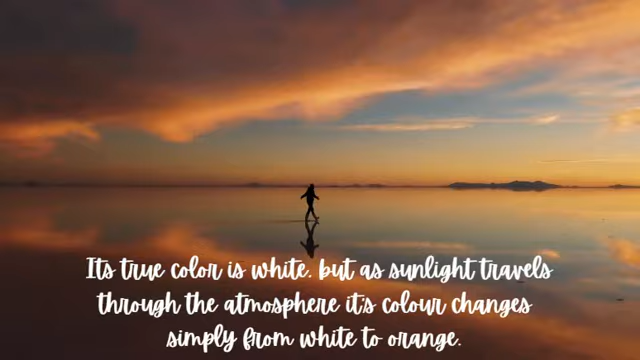 Its true color is white. but as sunlight travels
through the atmosphere it's colour changes
simply from white to orange.